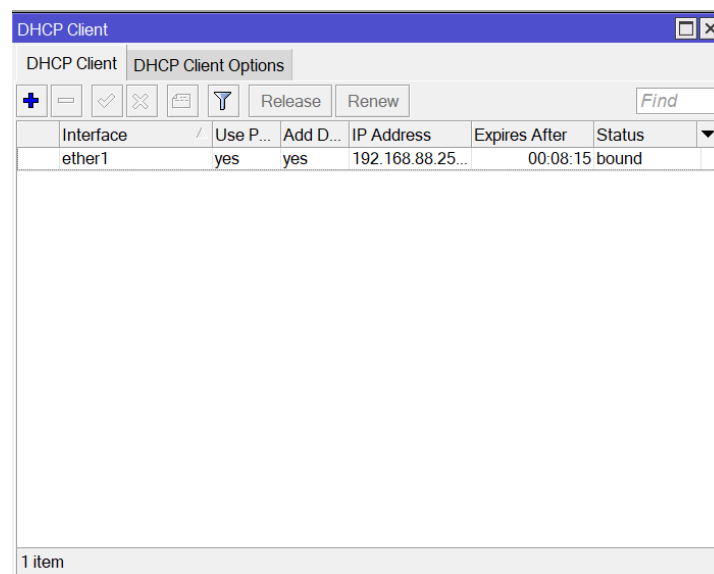 DHCP Client
DHCP Client DHCP Client Options
Release Renew Find
Interface Use P... Add D... IP Address Expires After Status
ether1 yes yes 192.168.88.25... 00:08:15 bound
1 item